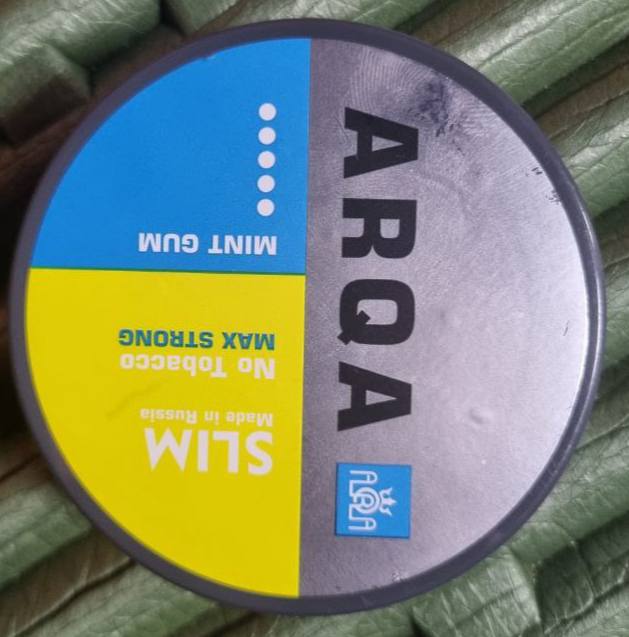 ARQA
ARQA
SLIM
Made in Russia
No Tobacco
MAX STRONG
MINT GUM